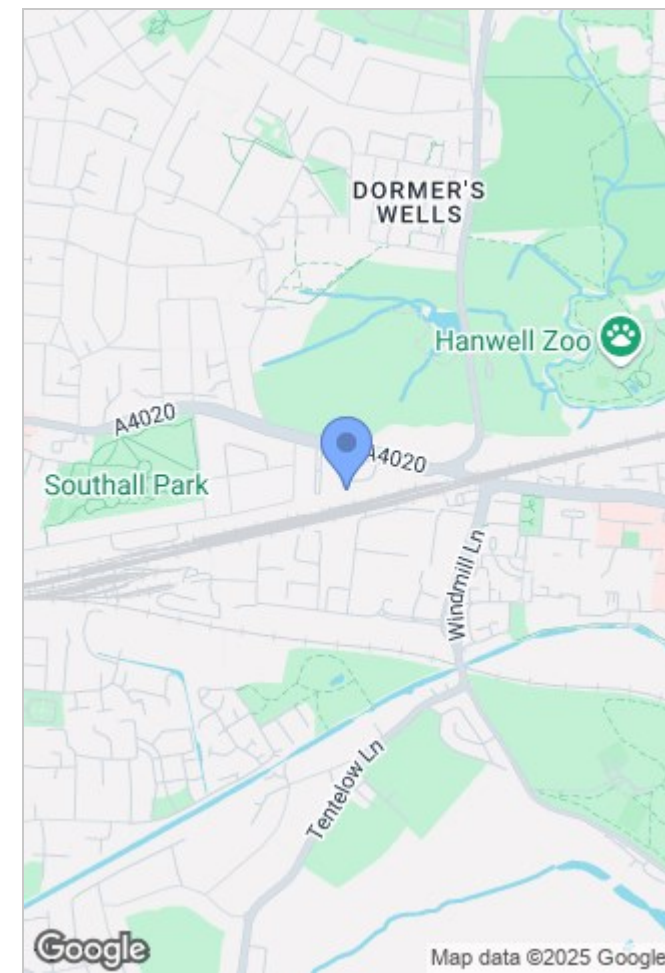 DORMER'S
WELLS
Hanwell Zoo
A4020
A4020
Southall Park
Windmill Ln
Tentelow Ln
Google
Map data ©2025 Google